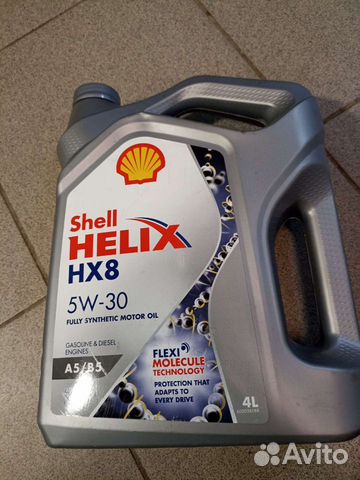 Shell
HELIX
HX8
5W-30
FULLY SYNTHETIC MOTOR OIL
GASOLINE & DIESEL
ENGINES
A5/B5
FLEXI
MOLECULE
TECHNOLOGY
PROTECTION THAT
ADAPTS TO
EVERY DRIVE
4L
Avito